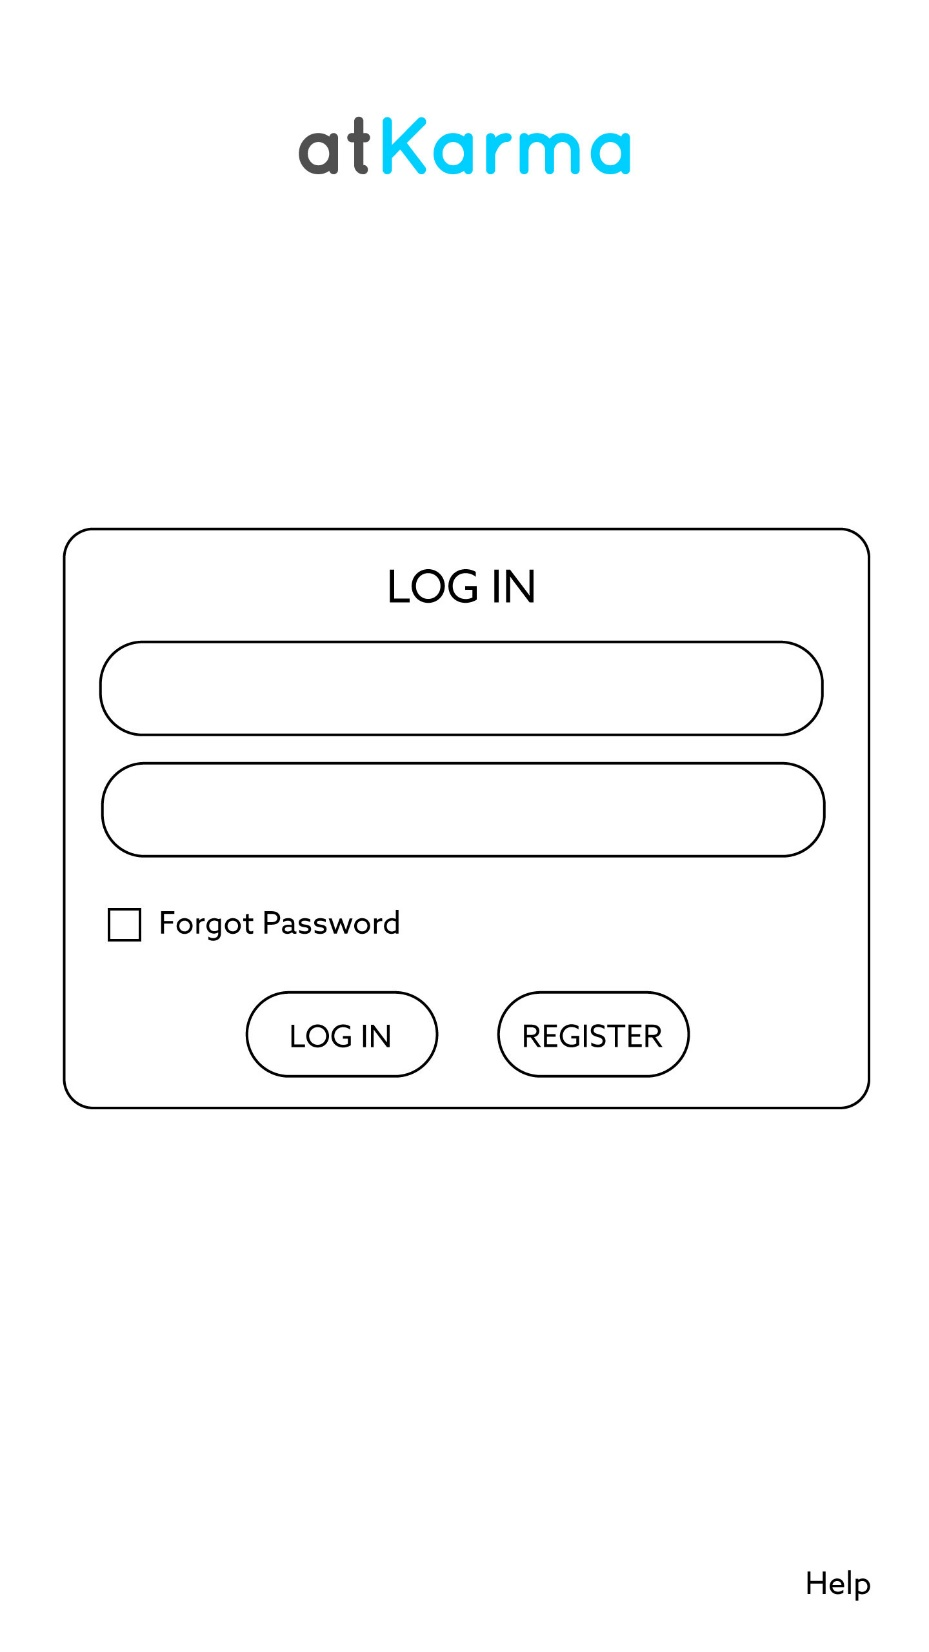 atKarma
LOG IN
Forgot Password
LOG IN
REGISTER
Help